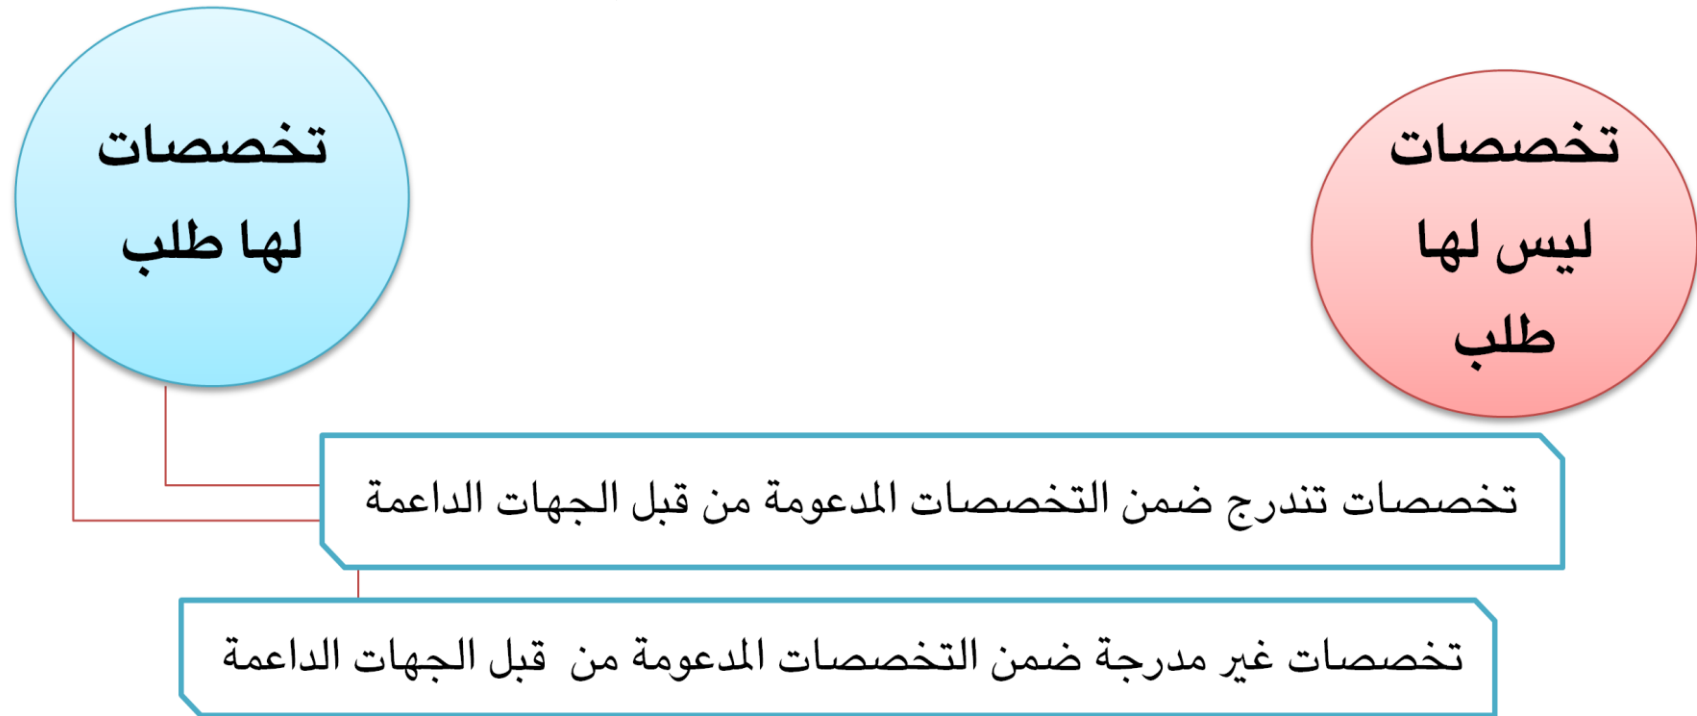 تخصصات
ليس لها
طلب
تخصصات
لها طلب
تخصصات تندرج ضمن التخصصات المدعومة من قبل الجهات الداعمة
تخصصات غير مدرجة ضمن التخصصات المدعومة من قبل الجهات الداعمة